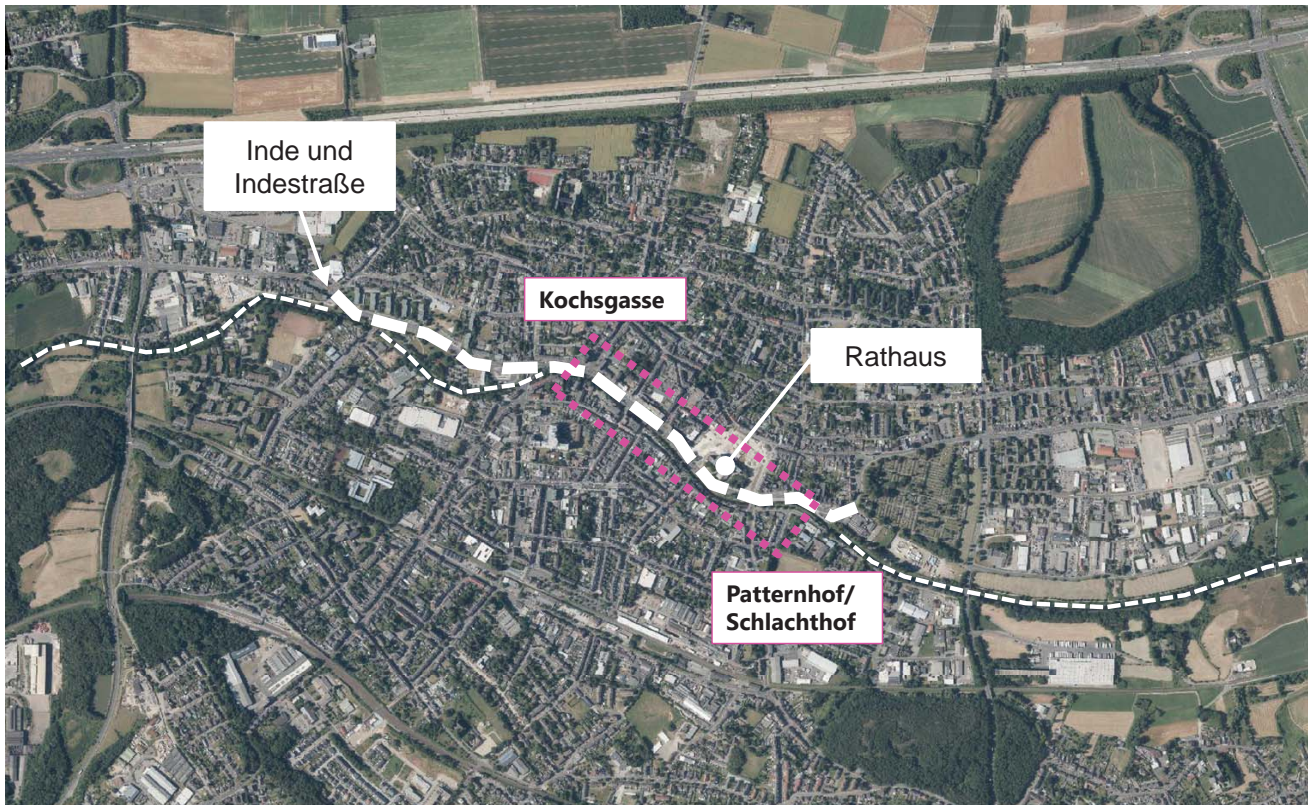 Inde und
Indestraße
Kochsgasse
Rathaus
Patternhof/
Schlachthof